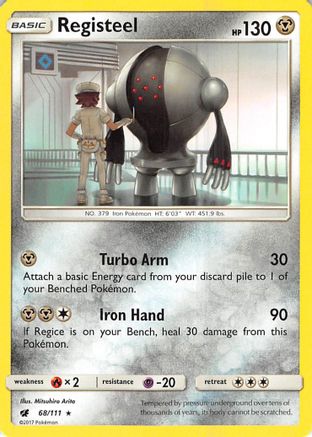 BASIC Registeel HP 130
NO. 379 Iron Pokémon HT: 6'03" WT: 451.9 lbs.
Turbo Arm 30
Attach a basic Energy card from your discard pile to 1 of
your Benched Pokémon.
Iron Hand 90
If Regice is on your Bench, heal 30 damage from this
Pokémon.
weakness × 2 resistance -20 retreat
Illus. Mitsuhiro Arita
68/111 ★
©2017 Pokémon
Tempered by pressure underground over tens of
thousands of years, its body cannot be scratched.